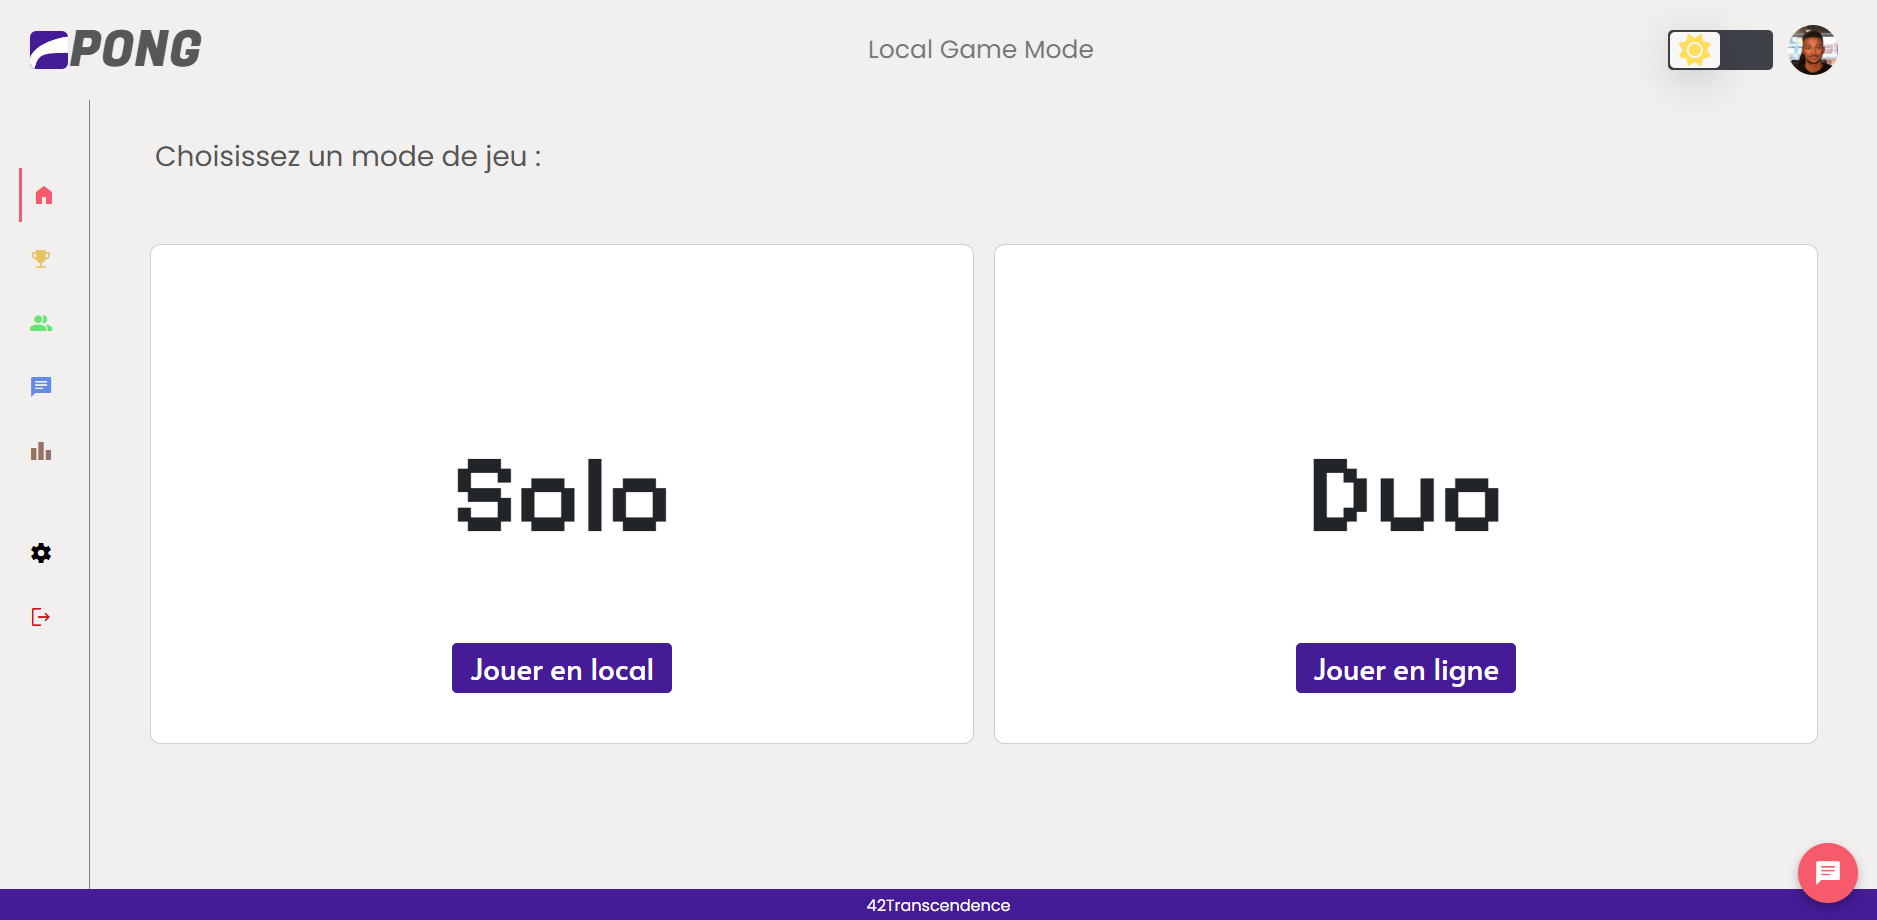 PONG
Local Game Mode
Choisissez un mode de jeu :
Solo
Duo
Jouer en local
Jouer en ligne
42Transcendence